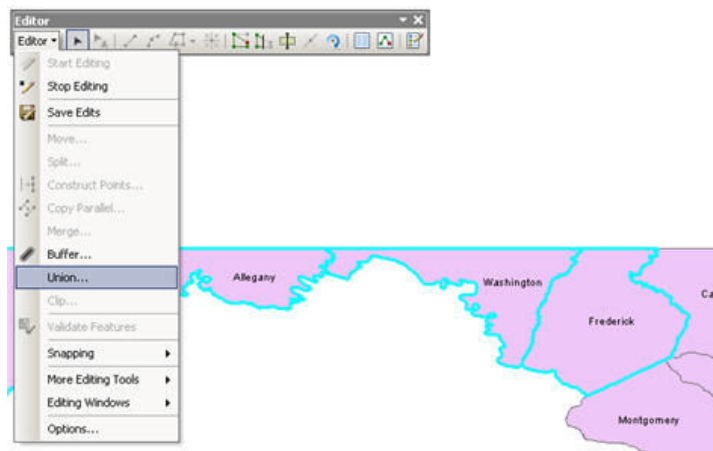 Editor
Editor
Start Editing
Stop Editing
Save Edits
Move...
Split...
Construct Points...
Copy Parallel...
Merge...
Buffer...
Union...
Clip...
Validate Features
Snapping
More Editing Tools
Editing Windows
Options...
Allegany
Washington
Frederick
Ca
Montgomery